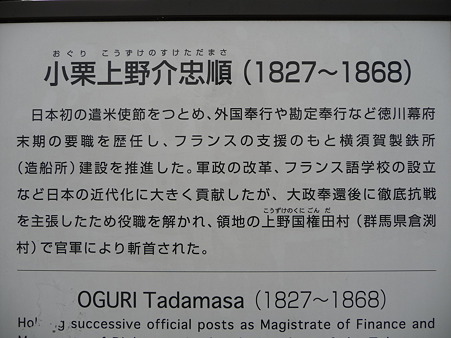 おぐり こうずけのすけただまさ
小栗上野介忠順 (1827～1868)
日本初の遣米使節をつとめ、外国奉行や勘定奉行など徳川幕府
末期の要職を歴任し、フランスの支援のもと横須賀製鉄所
(造船所) 建設を推進した。軍政の改革、フランス語学校の設立
など日本の近代化に大きく貢献したが、大政奉還後に徹底抗戦
こうずけのくにごんだ
を主張したため役職を解かれ、領地の上野国権田村 (群馬県倉渕
村) で官軍により斬首された。
OGURI Tadamasa (1827～1868)
successive official posts as Magistrate of Finance and